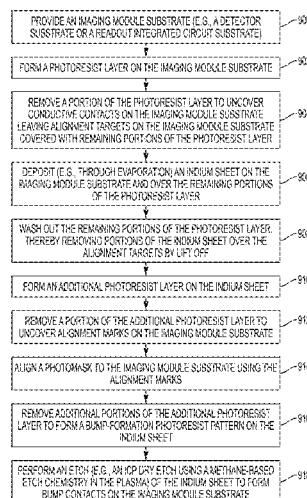 PROVIDE AN IMAGING MODULE SUBSTRATE (E.G., A DETECTOR
SUBSTRATE OR A READOUT INTEGRATED CIRCUIT SUBSTRATE)
FORM A PHOTORESIST LAYER ON THE IMAGING MODULE SUBSTRATE
REMOVE A PORTION OF THE PHOTORESIST LAYER TO UNCOVER
CONDUCTIVE CONTACTS ON THE IMAGING MODULE SUBSTRATE
LEAVING ALIGNMENT TARGETS ON THE IMAGING MODULE SUBSTRATE
COVERED WITH REMAINING PORTIONS OF THE PHOTORESIST LAYER
DEPOSIT (E.G., THROUGH EVAPORATION) AN INDIUM SHEET ON THE
IMAGING MODULE SUBSTRATE AND OVER THE REMAINING PORTIONS
OF THE PHOTORESIST LAYER
WASH OUT THE REMAINING PORTIONS OF THE PHOTORESIST LAYER,
THEREBY REMOVING PORTIONS OF THE INDIUM SHEET OVER THE
ALIGNMENT TARGETS BY LIFT OFF
FORM AN ADDITIONAL PHOTORESIST LAYER ON THE INDIUM SHEET
REMOVE A PORTION OF THE ADDITIONAL PHOTORESIST LAYER TO
UNCOVER ALIGNMENT MARKS ON THE IMAGING MODULE SUBSTRATE
ALIGN A PHOTOMASK TO THE IMAGING MODULE SUBSTRATE USING THE
ALIGNMENT MARKS
REMOVE ADDITIONAL PORTIONS OF THE ADDITIONAL PHOTORESIST
LAYER TO FORM A BUMP-FORMATION PHOTORESIST PATTERN ON THE
INDIUM SHEET
PERFORM AN ETCH (E.G., AN ICP DRY ETCH USING A METHANE-BASED
ETCH CHEMISTRY IN THE PLASMA) OF THE INDIUM SHEET TO FORM
BUMP CONTACTS ON THE IMAGING MODULE SUBSTRATE